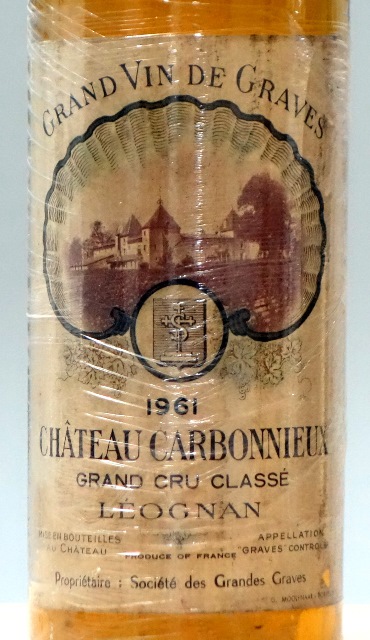 GRAND VIN DE GRAVES
1961
CHÂTEAU CARBONNIEUX
GRAND CRU CLASSÉ
LÉOGNAN
MISE EN BOUTEILLES
AU CHÂTEAU
APPELLATION
"GRAVES" CONTROLÉE
PRODUCE OF FRANCE
Propriétaire : Société des Grandes Graves